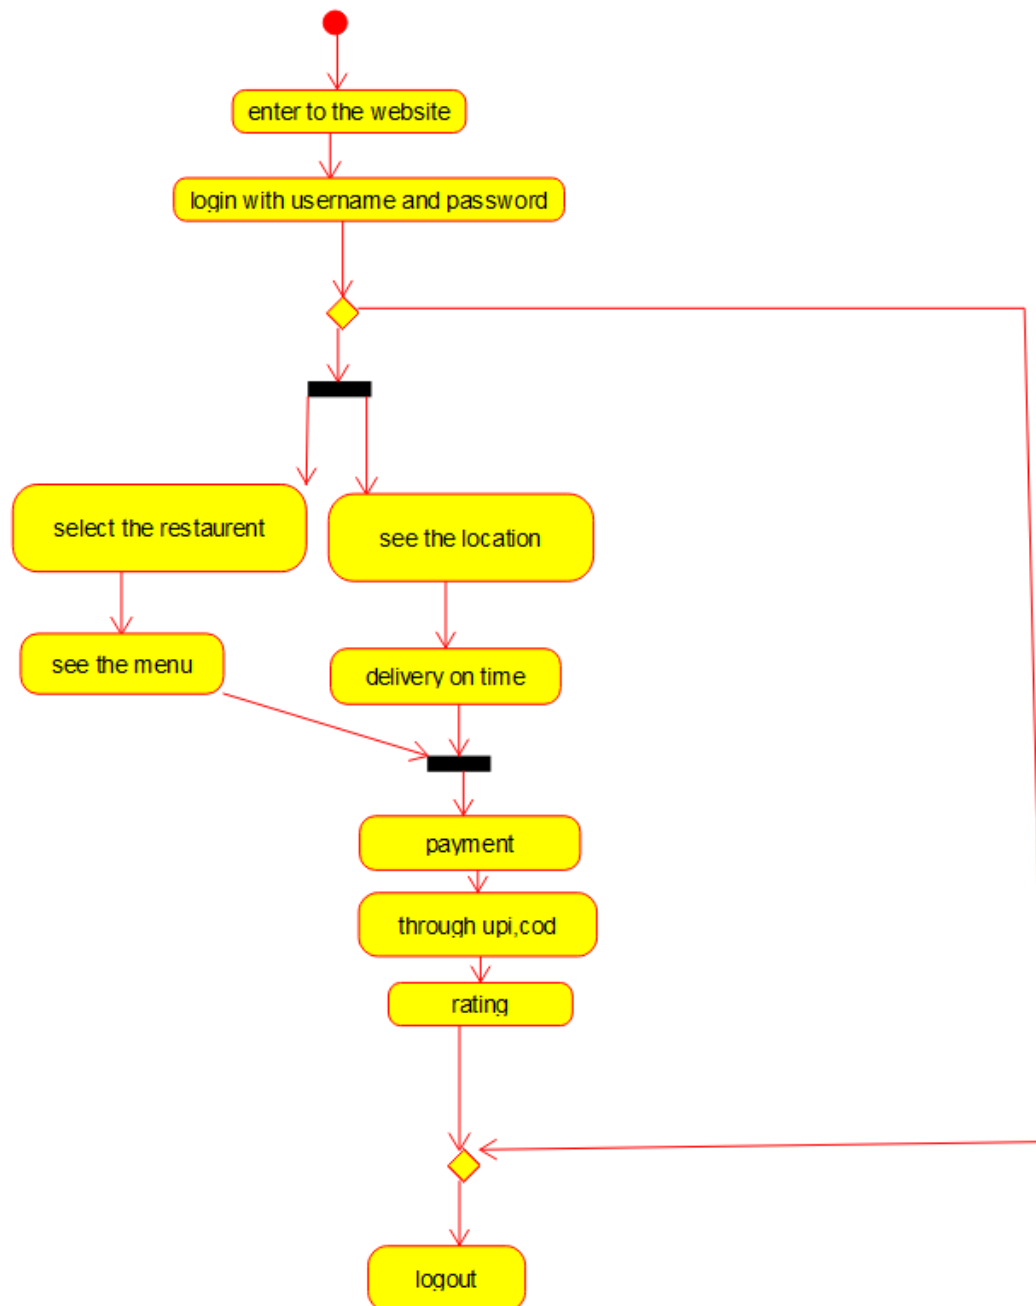 enter to the website
login with username and password
select the restaurent
see the location
see the menu
delivery on time
payment
through upi,cod
rating
logout